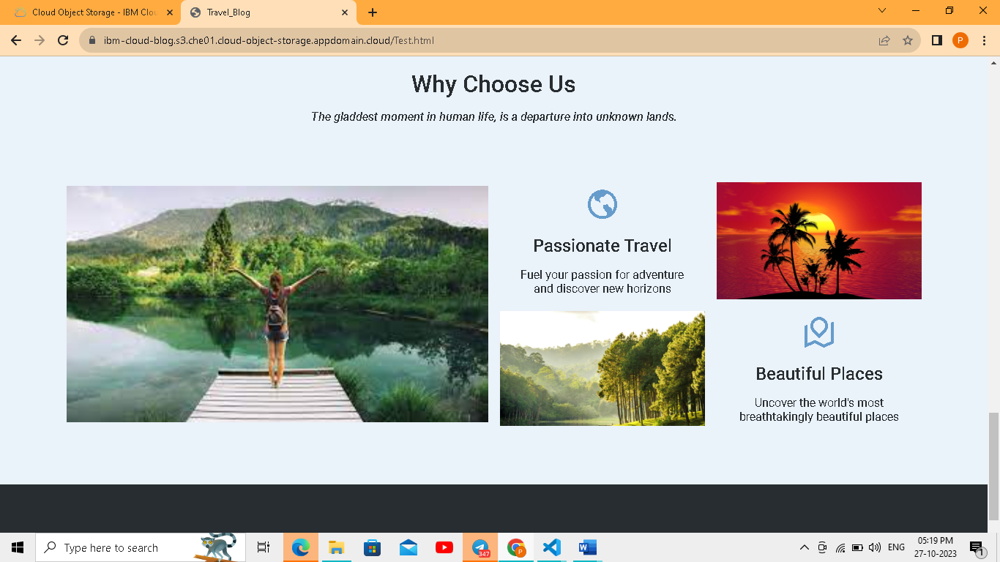 Cloud Object Storage - IBM Clou
Travel_Blog
ibm-cloud-blog.s3.che01.cloud-object-storage.appdomain.cloud/Test.html
P
Why Choose Us
The gladdest moment in human life, is a departure into unknown lands.
Passionate Travel
Fuel your passion for adventure
and discover new horizons
Beautiful Places
Uncover the world's most
breathtakingly beautiful places
Type here to search
347
P
W
ENG
05:19 PM
27-10-2023
1